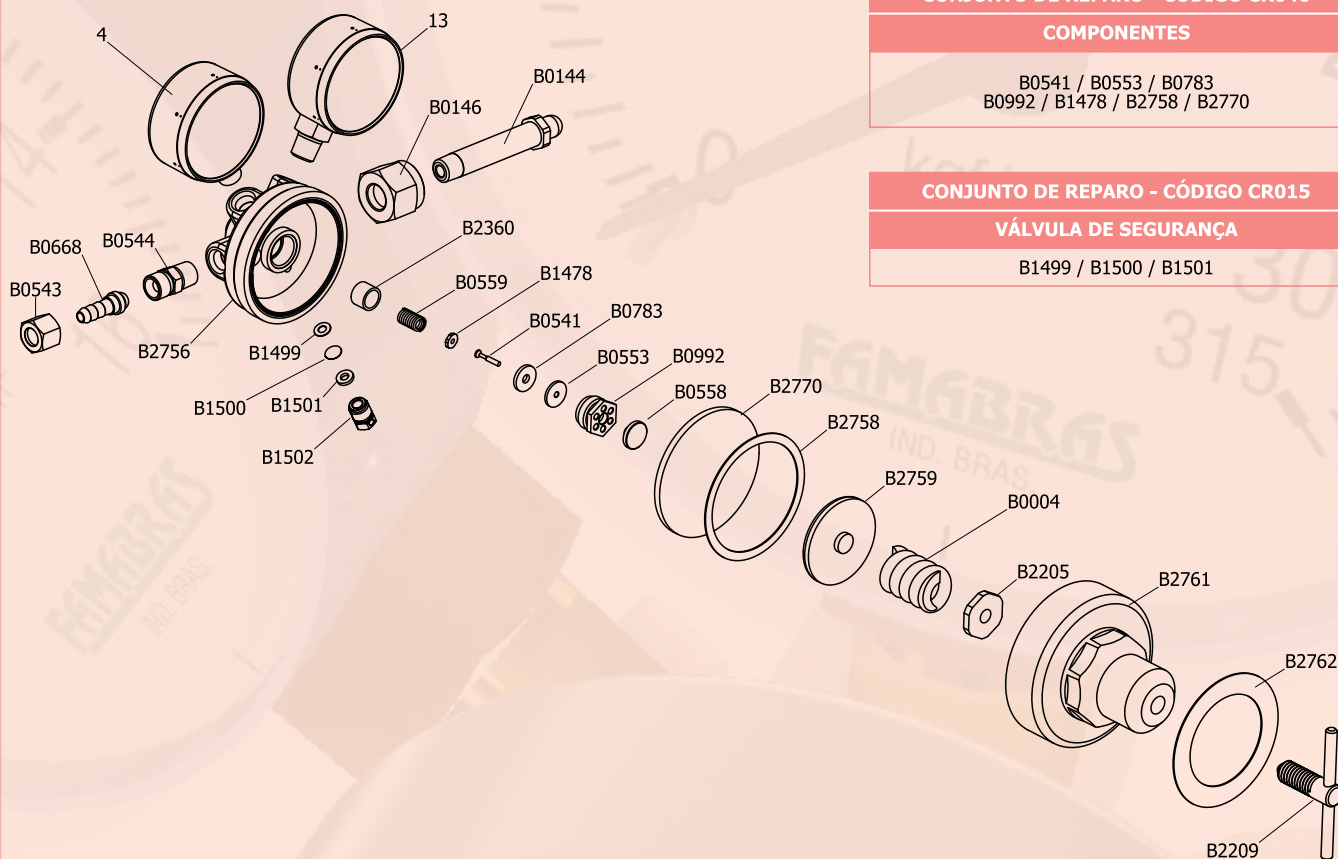 COMPONENTES
B0541 / B0553 / B0783
B0992 / B1478 / B2758 / B2770
CONJUNTO DE REPARO - CÓDIGO CR015
VÁLVULA DE SEGURANÇA
B1499 / B1500 / B1501
4
13
B0144
B0146
B2360
B0668
B0544
B0559
B1478
B0543
B0541
B0783
B2756
B1499
B0553
B0992
B1500
B1501
B0558
B2770
B1502
B2758
B2759
B0004
B2205
B2761
B2762
B2209
0
30
315
FAMABRAS
IND. BRAS
FAMABRAS
IND. BRAS